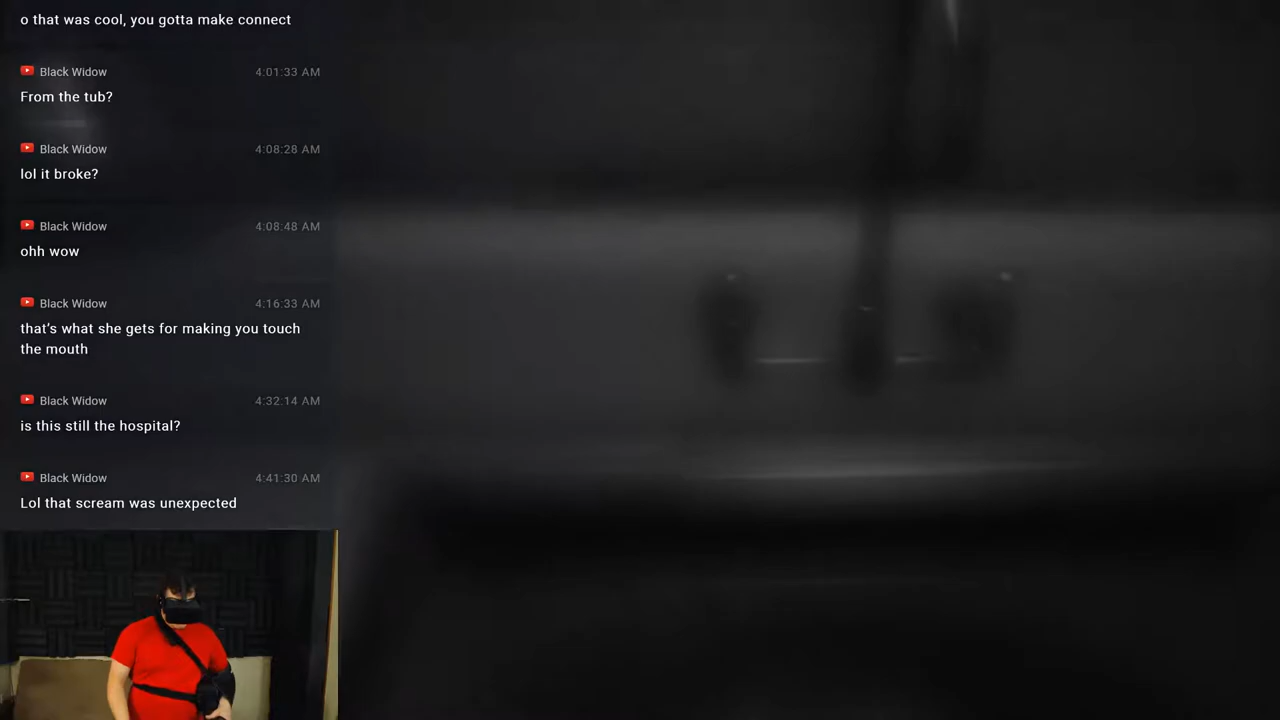 o that was cool, you gotta make connect
Black Widow 4:01:33 AM
From the tub?
Black Widow 4:08:28 AM
lol it broke?
Black Widow 4:08:48 AM
ohh wow
Black Widow 4:16:33 AM
that's what she gets for making you touch
the mouth
Black Widow 4:32:14 AM
is this still the hospital?
Black Widow 4:41:30 AM
Lol that scream was unexpected